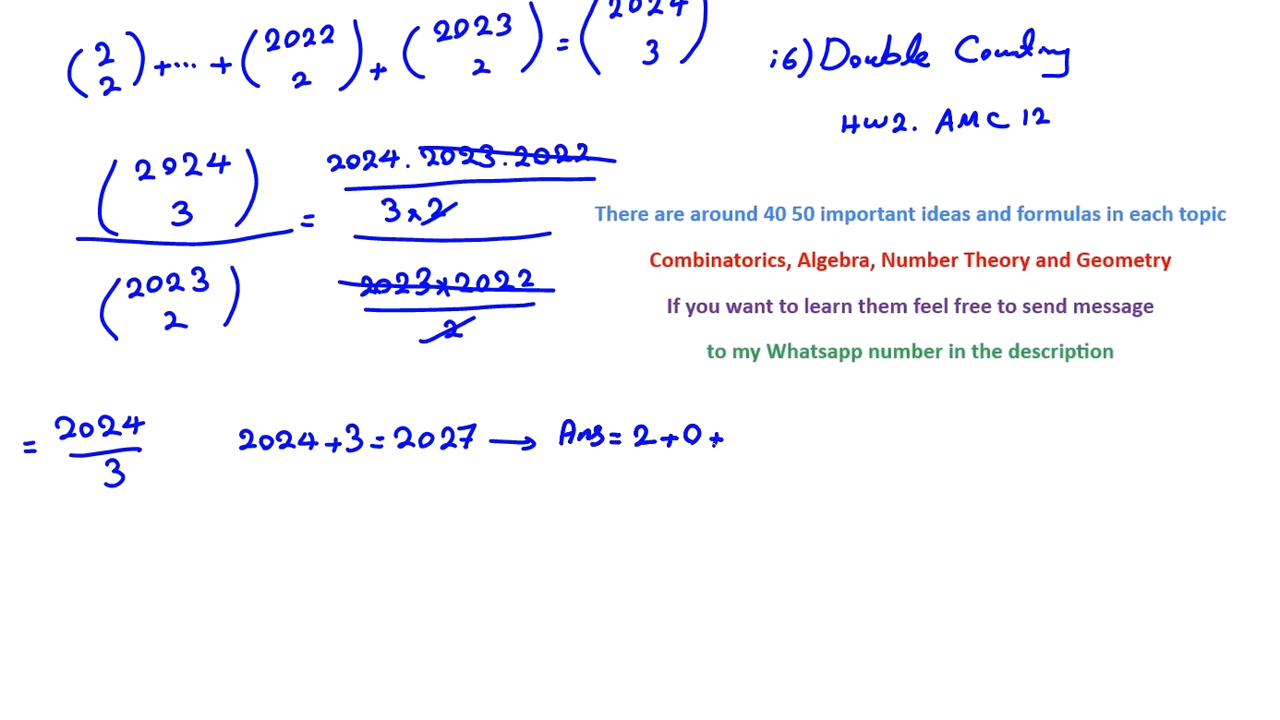 (2 2) + ... + (2022 2) + (2023 2) = (2024 3)
i6) Double Counting
HW2. AMC 12
(2024 3) / (2023 2) = 2024 . 2023 . 2022 / 3 x 2 / 2023 x 2022 / 2
There are around 40 50 important ideas and formulas in each topic
Combinatorics, Algebra, Number Theory and Geometry
If you want to learn them feel free to send message
to my Whatsapp number in the description
= 2024 / 3 2024 + 3 = 2027 → Ans = 2 + 0 +